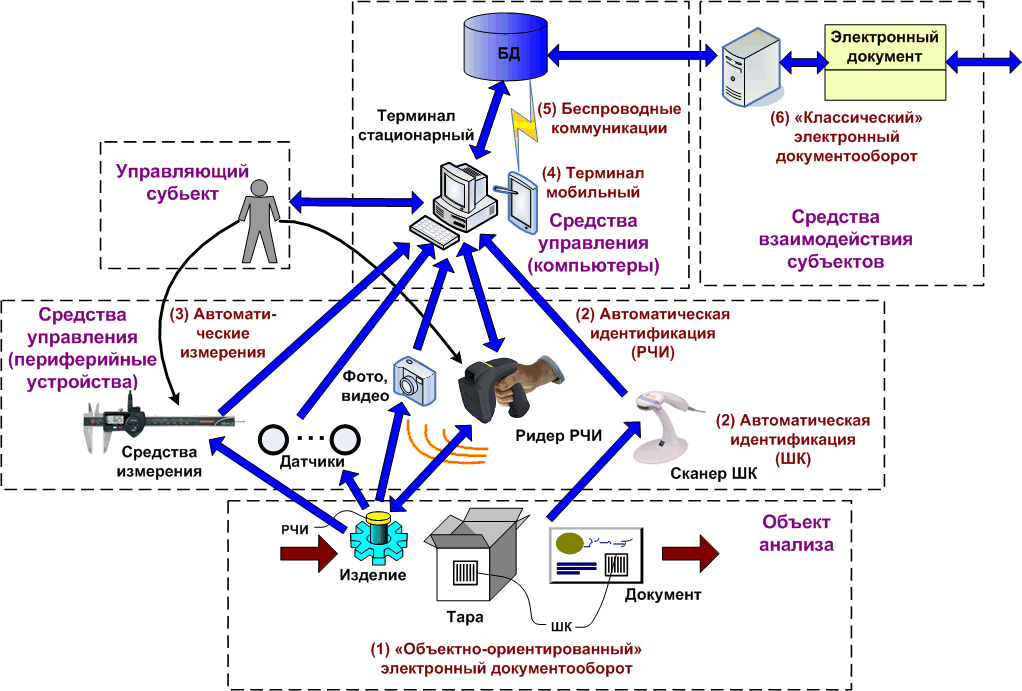 БД
Электронный
документ
Терминал
стационарный
(5) Беспроводные
коммуникации
(6) «Классический»
электронный
документооборот
Управляющий
субьект
(4) Терминал
мобильный
Средства
управления
(компьютеры)
Средства
взаимодействия
субъектов
Средства
управления
(периферийные
устройства)
(3) Автомати-
ческие
измерения
(2) Автоматическая
идентификация
(РЧИ)
Фото,
видео
Ридер РЧИ
(2) Автоматическая
идентификация
(ШК)
Средства
измерения
Датчики
Сканер ШК
РЧИ
Изделие
Тара
ШК
Документ
Объект
анализа
(1) «Объектно-ориентированный»
электронный документооборот